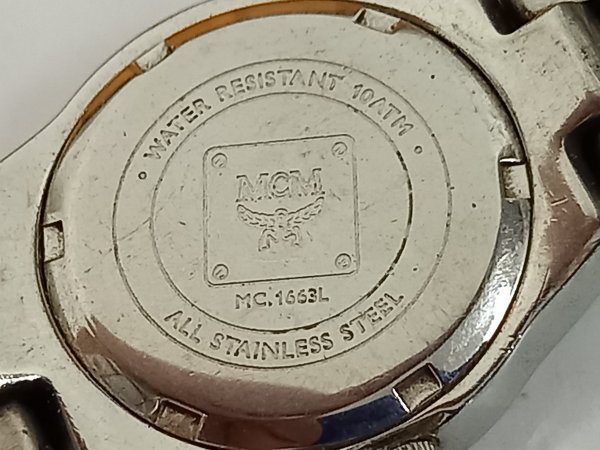 • WATER RESISTANT 10ATM •
MCM
MC.1663L
ALL STAINLESS STEEL